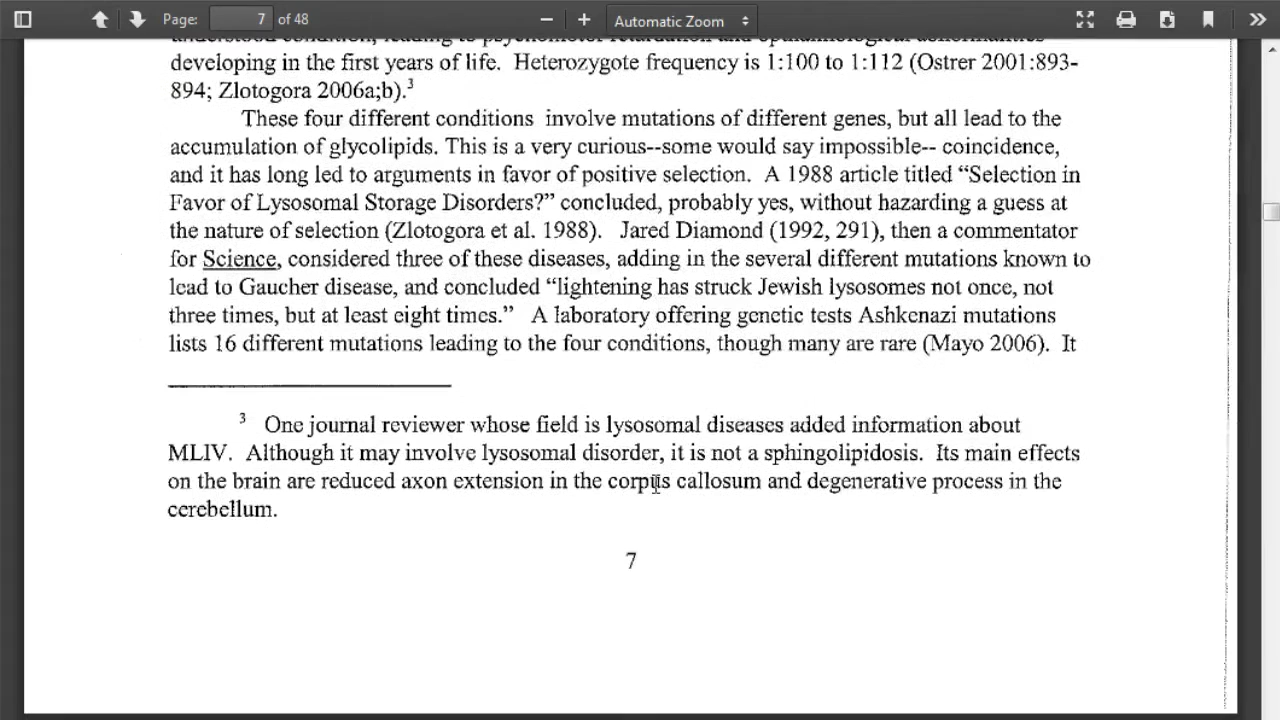 Page: 7 of 48 Automatic Zoom
understood condition, leading to psychomotor retardation and opthalmological abnormalities
developing in the first years of life. Heterozygote frequency is 1:100 to 1:112 (Ostrer 2001:893-
894; Zlotogora 2006a;b).3
These four different conditions involve mutations of different genes, but all lead to the
accumulation of glycolipids. This is a very curious--some would say impossible-- coincidence,
and it has long led to arguments in favor of positive selection. A 1988 article titled “Selection in
Favor of Lysosomal Storage Disorders?” concluded, probably yes, without hazarding a guess at
the nature of selection (Zlotogora et al. 1988). Jared Diamond (1992, 291), then a commentator
for Science, considered three of these diseases, adding in the several different mutations known to
lead to Gaucher disease, and concluded “lightening has struck Jewish lysosomes not once, not
three times, but at least eight times.” A laboratory offering genetic tests Ashkenazi mutations
lists 16 different mutations leading to the four conditions, though many are rare (Mayo 2006). It
3 One journal reviewer whose field is lysosomal diseases added information about
MLIV. Although it may involve lysosomal disorder, it is not a sphingolipidosis. Its main effects
on the brain are reduced axon extension in the corpus callosum and degenerative process in the
cerebellum.
7